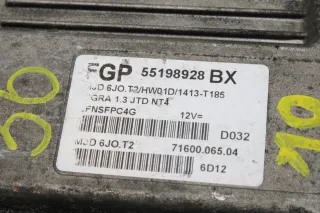 FGP 55198928 BX
MJD 6JO.T2/HW01D/1413-T185
GRA 1.3 JTD NT4
FNSFPC4G 12V=
D032
MJD 6JO.T2 71600.065.04
6D12